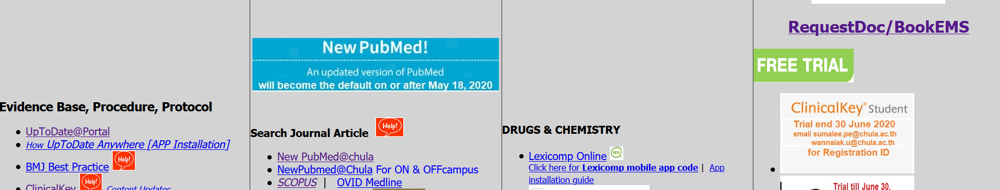 RequestDoc/BookEMS
New PubMed!
An updated version of PubMed
will become the default on or after May 18, 2020
FREE TRIAL
Evidence Base, Procedure, Protocol
UpToDate@Portal
How UpToDate Anywhere [APP Installation]
BMJ Best Practice Help!
ClinicalKey Help! Content Updates
Search Journal Article Help!
New PubMed@chula
NewPubmed@Chula For ON & OFFcampus
SCOPUS | OVID Medline
DRUGS & CHEMISTRY
Lexicomp Online NEW
Click here for Lexicomp mobile app code | App
installation guide
ClinicalKey® Student
Trial end 30 June 2020
email sumalee.pe@chula.ac.th
wannalak.u@chula.ac.th
for Registration ID
Trial till June 30.